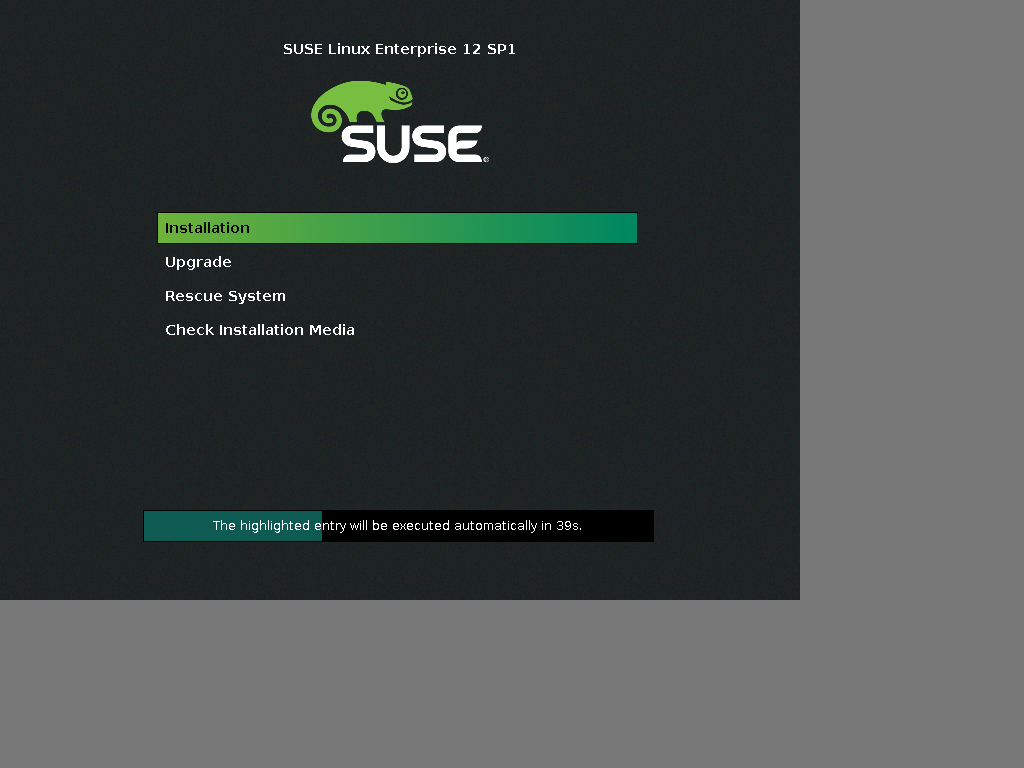 SUSE Linux Enterprise 12 SP1
SUSE®
Installation
Upgrade
Rescue System
Check Installation Media
The highlighted entry will be executed automatically in 39s.